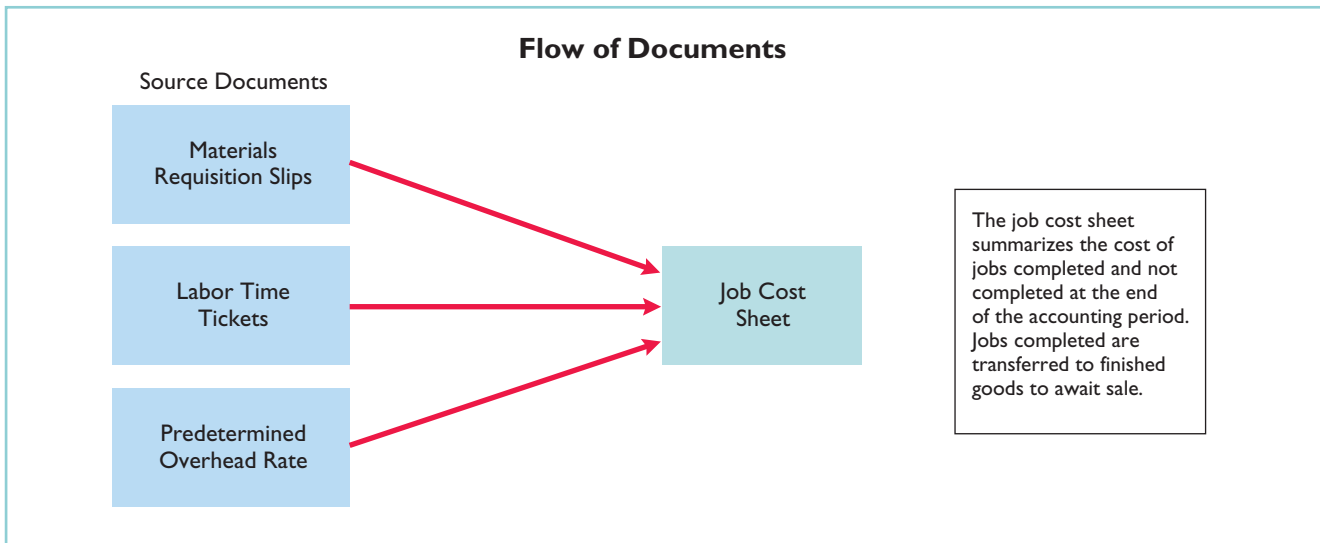 Flow of Documents
Source Documents
Materials
Requisition Slips
Labor Time
Tickets
Predetermined
Overhead Rate
Job Cost
Sheet
The job cost sheet
summarizes the cost of
jobs completed and not
completed at the end
of the accounting period.
Jobs completed are
transferred to finished
goods to await sale.